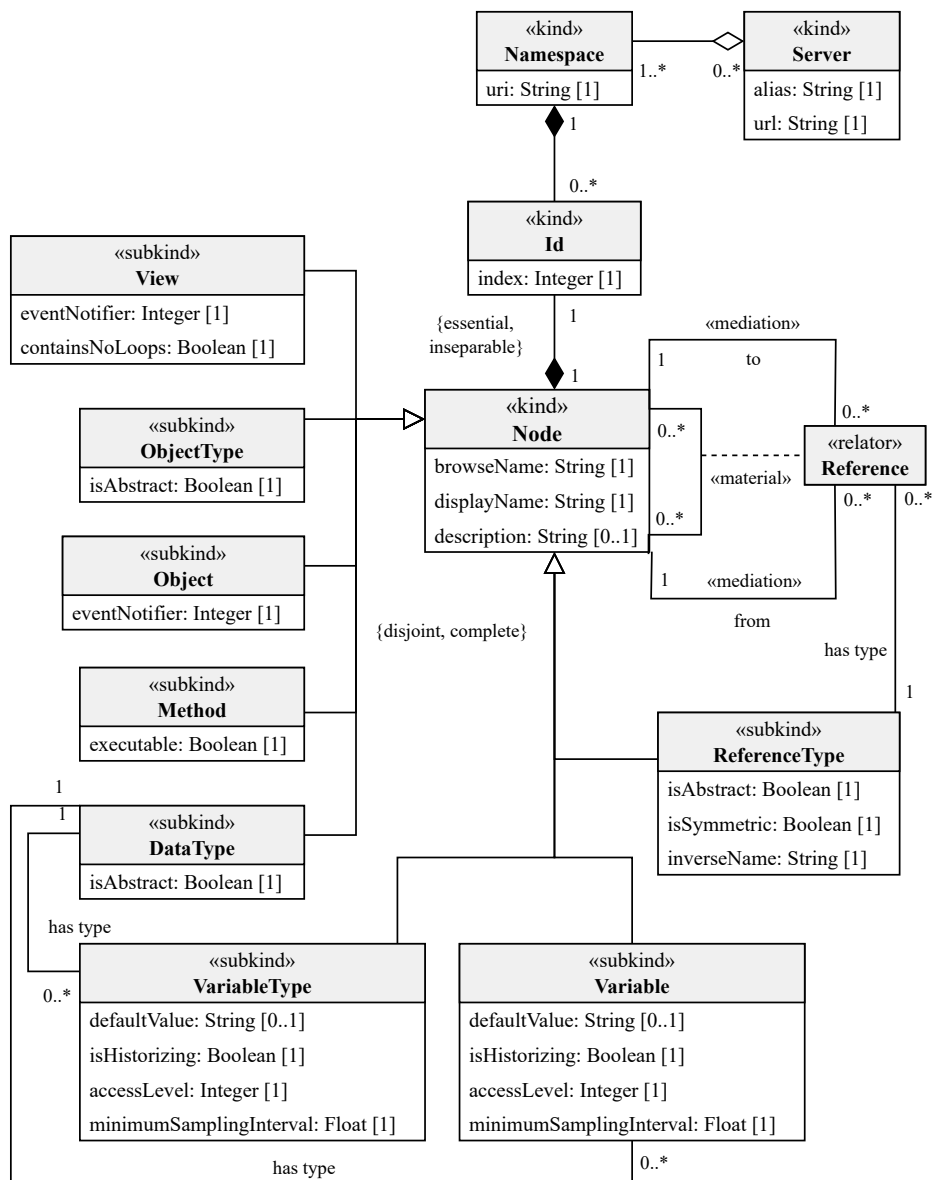 «kind»
Namespace
uri: String [1]
«kind»
Server
alias: String [1]
url: String [1]
1..*
0..*
1
0..*
«kind»
Id
index: Integer [1]
{essential,
inseparable}
1
1
«subkind»
View
eventNotifier: Integer [1]
containsNoLoops: Boolean [1]
«subkind»
ObjectType
isAbstract: Boolean [1]
«subkind»
Object
eventNotifier: Integer [1]
«subkind»
Method
executable: Boolean [1]
«kind»
Node
browseName: String [1]
displayName: String [1]
description: String [0..1]
«mediation»
1
to
0..*
0..*
«material»
0..*
«relator»
Reference
0..*
0..*
1
«mediation»
from
{disjoint, complete}
has type
1
«subkind»
ReferenceType
isAbstract: Boolean [1]
isSymmetric: Boolean [1]
inverseName: String [1]
1
1
«subkind»
DataType
isAbstract: Boolean [1]
has type
0..*
«subkind»
VariableType
defaultValue: String [0..1]
isHistorizing: Boolean [1]
accessLevel: Integer [1]
minimumSamplingInterval: Float [1]
«subkind»
Variable
defaultValue: String [0..1]
isHistorizing: Boolean [1]
accessLevel: Integer [1]
minimumSamplingInterval: Float [1]
has type
0..*